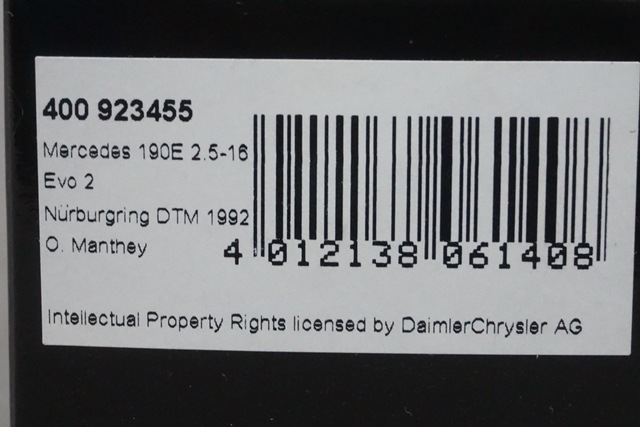 400 923455
Mercedes 190E 2.5-16
Evo 2
Nürburgring DTM 1992
O. Manthey
4 012138 061408
Intellectual Property Rights licensed by DaimlerChrysler AG